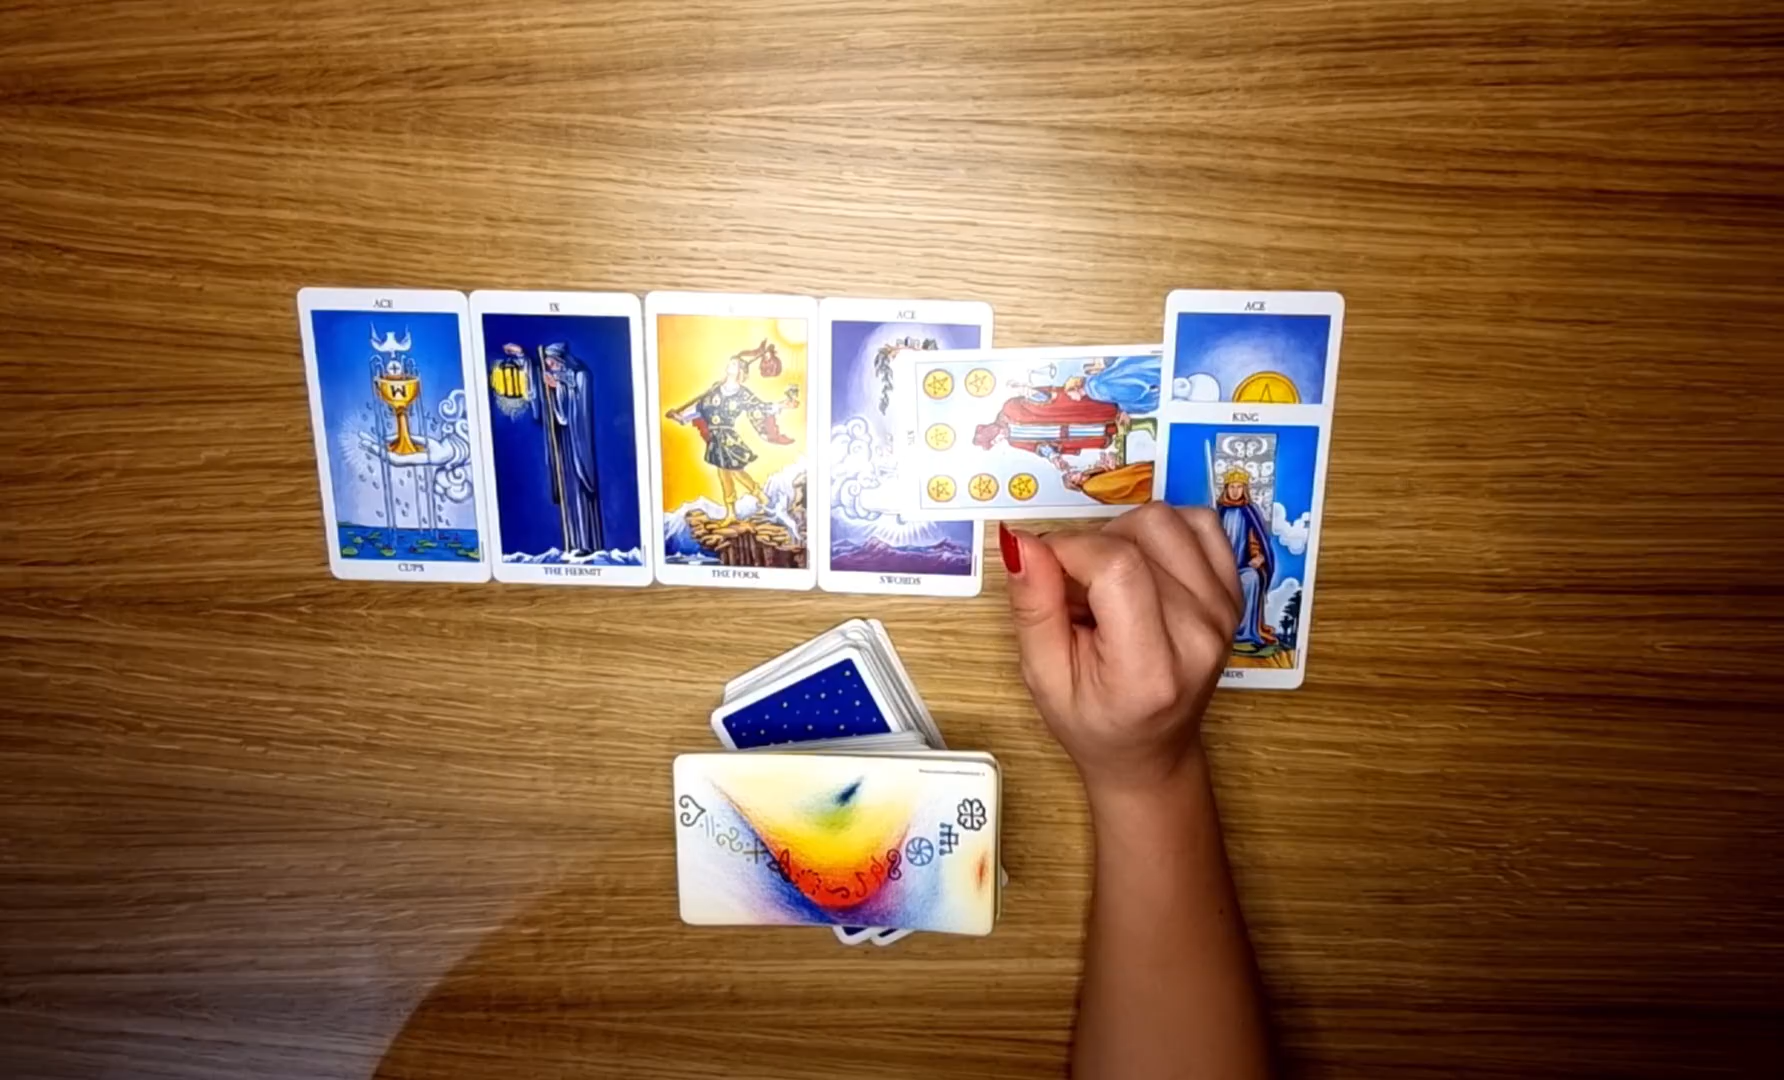 ACE
CUPS
IX
THE HERMIT
THE FOOL
ACE
SWORDS
ACE
KING